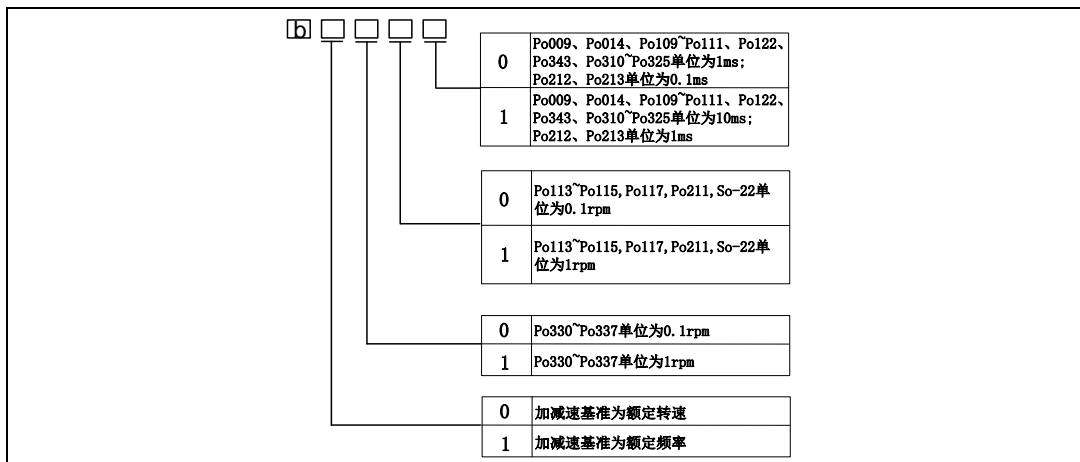 b
0
Po009、Po014、Po109~Po111、Po122、
Po343、Po310~Po325单位为1ms;
Po212、Po213单位为0.1ms
1
Po009、Po014、Po109~Po111、Po122、
Po343、Po310~Po325单位为10ms;
Po212、Po213单位为1ms
0
Po113~Po115,Po117,Po211,So-22单
位为0.1rpm
1
Po113~Po115,Po117,Po211,So-22单
位为1rpm
0
Po330~Po337单位为0.1rpm
1
Po330~Po337单位为1rpm
0
加减速基准为额定转速
1
加减速基准为额定频率